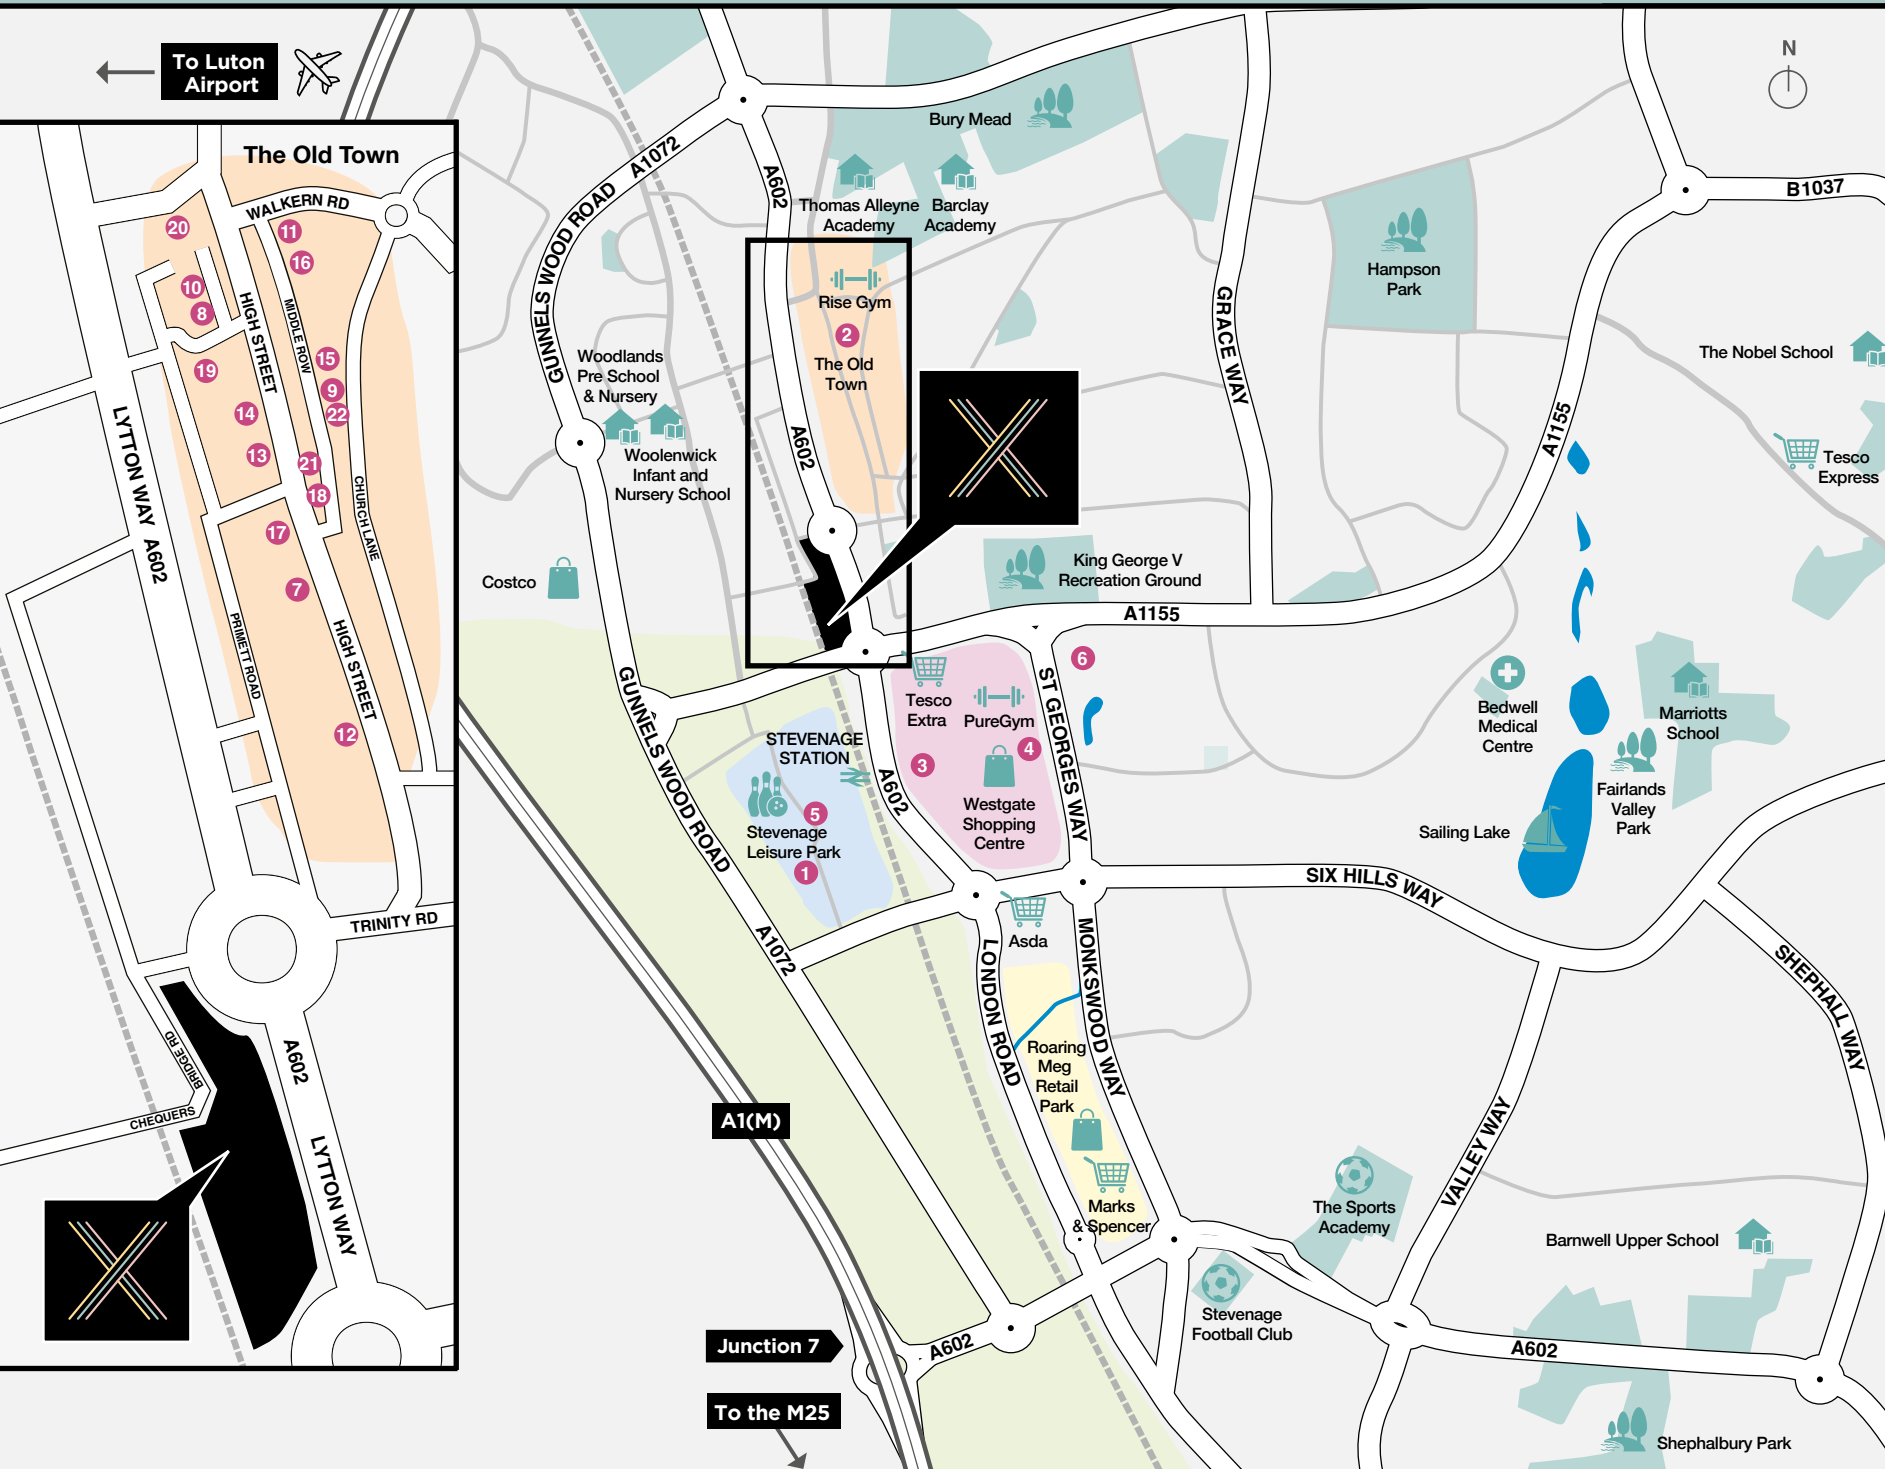 To Luton
Airport
N
The Old Town
WALKERN RD
20
11
16
10
8
HIGH STREET
MIDDLE ROW
15
9
22
19
14
13
21
18
17
7
12
LYTTON WAY
A602
CHURCH LANE
PRIMETT ROAD
HIGH STREET
TRINITY RD
BRIDGE RD
CHEQUERS
A602
LYTTON WAY
Bury Mead
A1072
GUNNELS WOOD ROAD
A602
Thomas Alleyne
Academy
Barclay
Academy
B1037
Hampson
Park
Rise Gym
2
The Old
Town
GRACE WAY
The Nobel School
Woodlands
Pre School
& Nursery
Woolenwick
Infant and
Nursery School
A602
A1155
Tesco
Express
Costco
King George V
Recreation Ground
A1155
6
GUNNELS WOOD ROAD
Tesco
Extra
PureGym
ST GEORGES WAY
Bedwell
Medical
Centre
Marriotts
School
STEVENAGE
STATION
3
4
A602
Westgate
Shopping
Centre
5
Stevenage
Leisure Park
1
Fairlands
Valley
Park
Sailing Lake
SIX HILLS WAY
A1072
Asda
LONDON ROAD
MONKSWOOD WAY
SHEPHALL WAY
Roaring
Meg
Retail
Park
A1(M)
VALLEY WAY
Marks
& Spencer
The Sports
Academy
Barnwell Upper School
Stevenage
Football Club
Junction 7
A602
A602
To the M25
Shephalbury Park